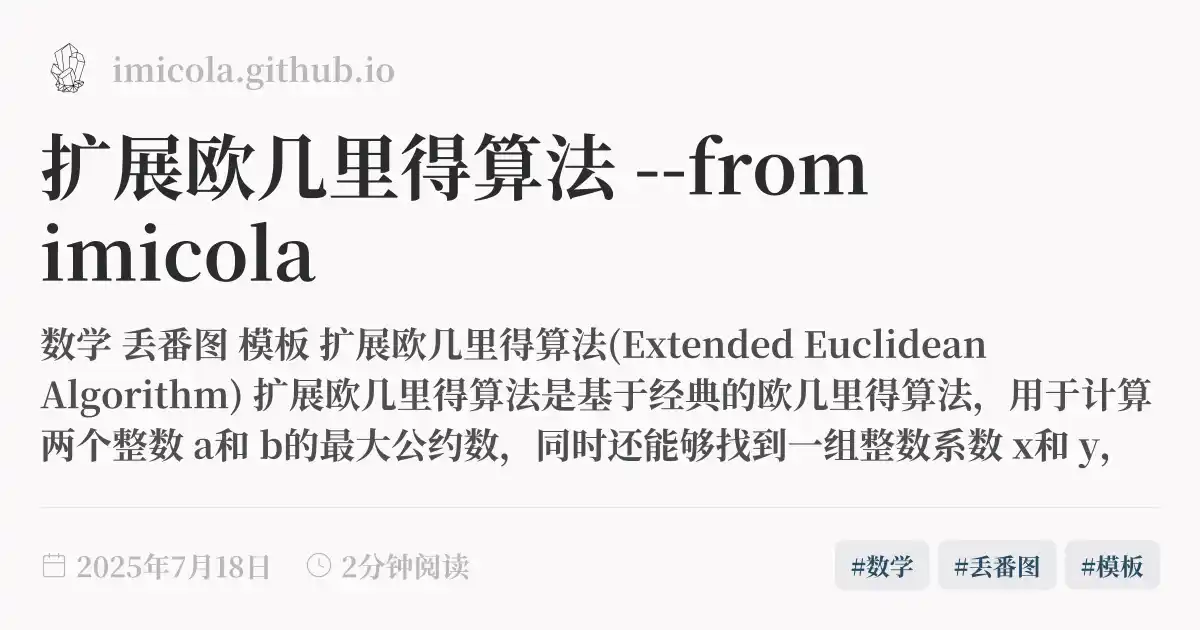 imicola.github.io
扩展欧几里得算法 --from
imicola
数学 丢番图 模板 扩展欧几里得算法(Extended Euclidean
Algorithm) 扩展欧几里得算法是基于经典的欧几里得算法，用于计算
两个整数 a和 b的最大公约数，同时还能够找到一组整数系数 x和 y，
2025年7月18日 2分钟阅读 #数学 #丢番图 #模板